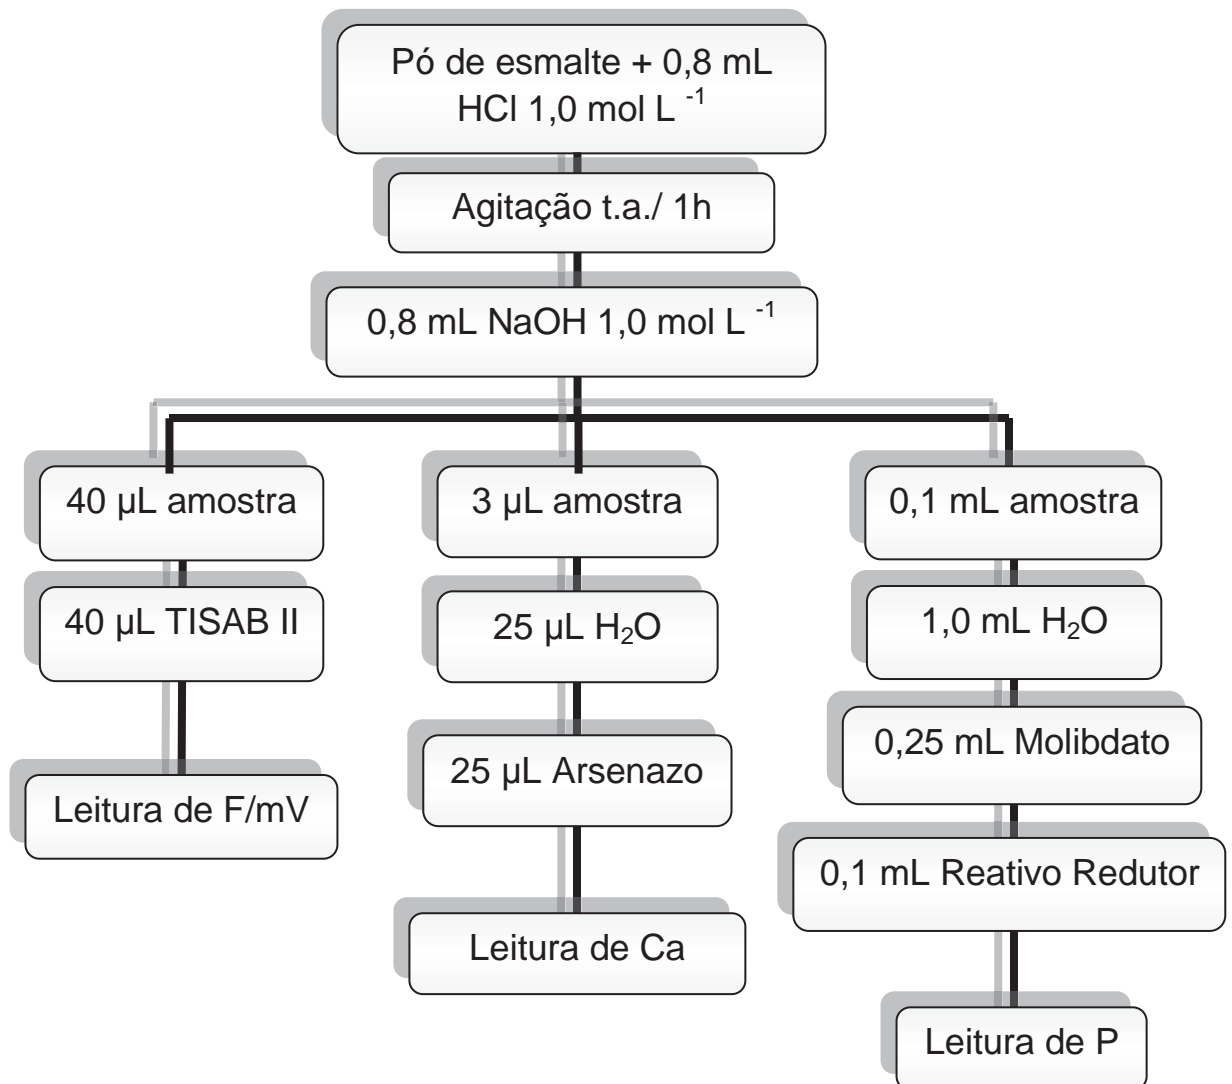 Pó de esmalte + 0,8 mL
HCl 1,0 mol L ⁻¹
Agitação t.a./ 1h
0,8 mL NaOH 1,0 mol L ⁻¹
40 µL amostra
40 µL TISAB II
Leitura de F/mV
3 µL amostra
25 µL H₂O
25 µL Arsenazo
Leitura de Ca
0,1 mL amostra
1,0 mL H₂O
0,25 mL Molibdato
0,1 mL Reativo Redutor
Leitura de P